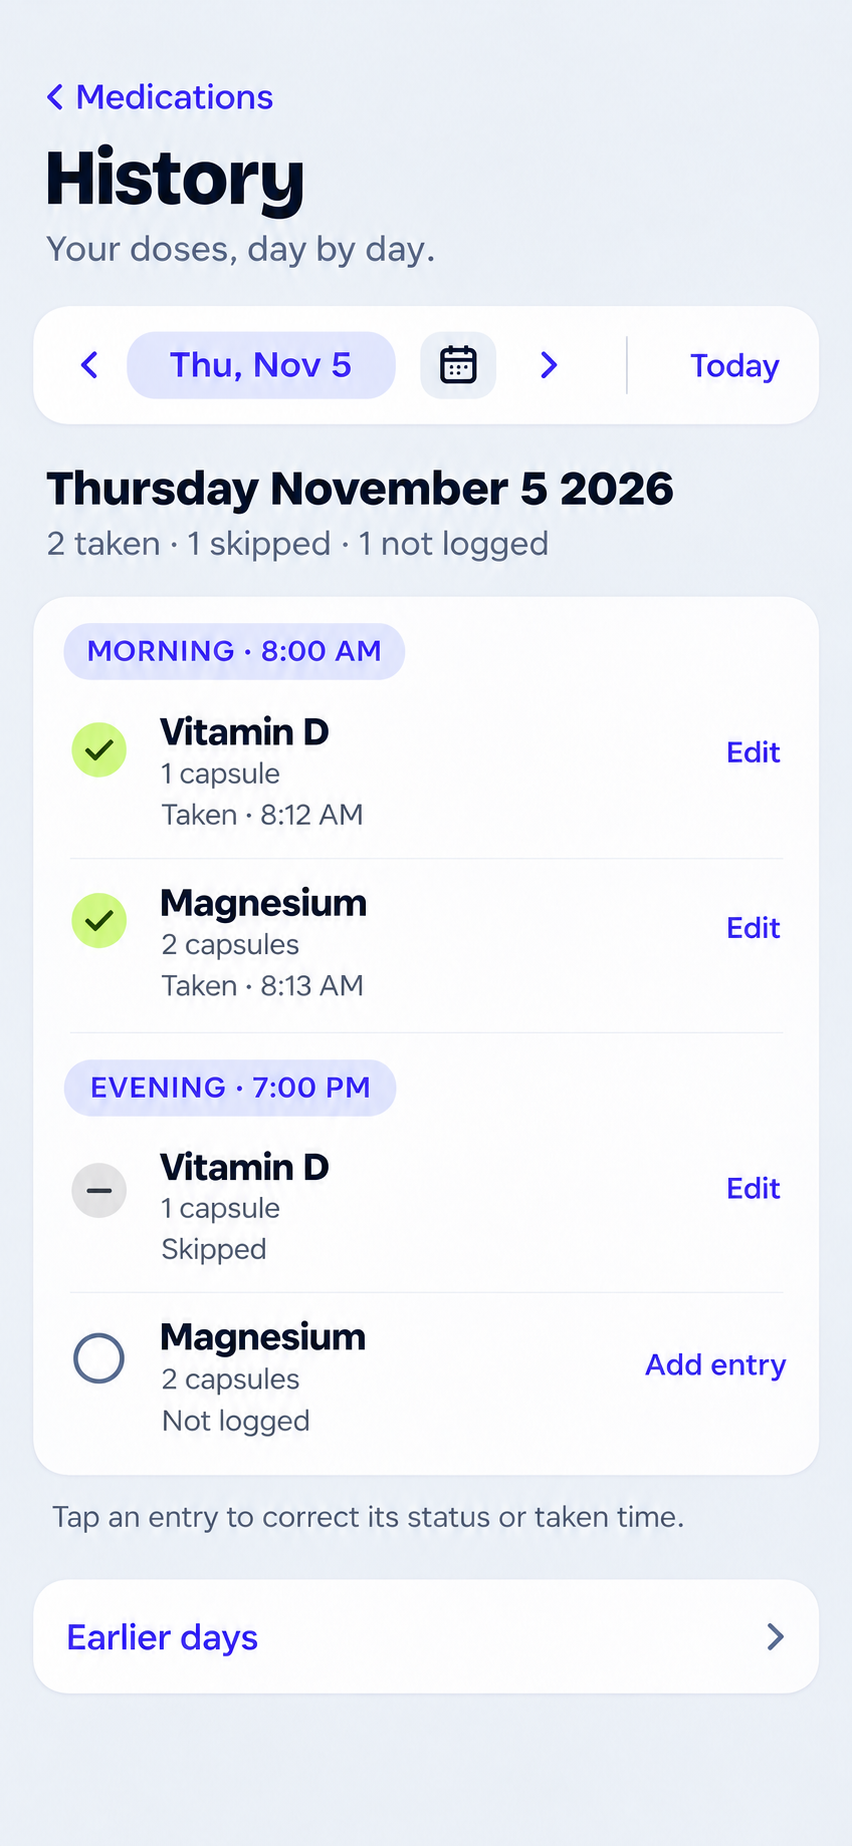 Medications
History
Your doses, day by day.
Thu, Nov 5
Today
Thursday November 5 2026
2 taken · 1 skipped · 1 not logged
MORNING · 8:00 AM
Vitamin D
1 capsule
Taken · 8:12 AM
Edit
Magnesium
2 capsules
Taken · 8:13 AM
Edit
EVENING · 7:00 PM
Vitamin D
1 capsule
Skipped
Edit
Magnesium
2 capsules
Not logged
Add entry
Tap an entry to correct its status or taken time.
Earlier days